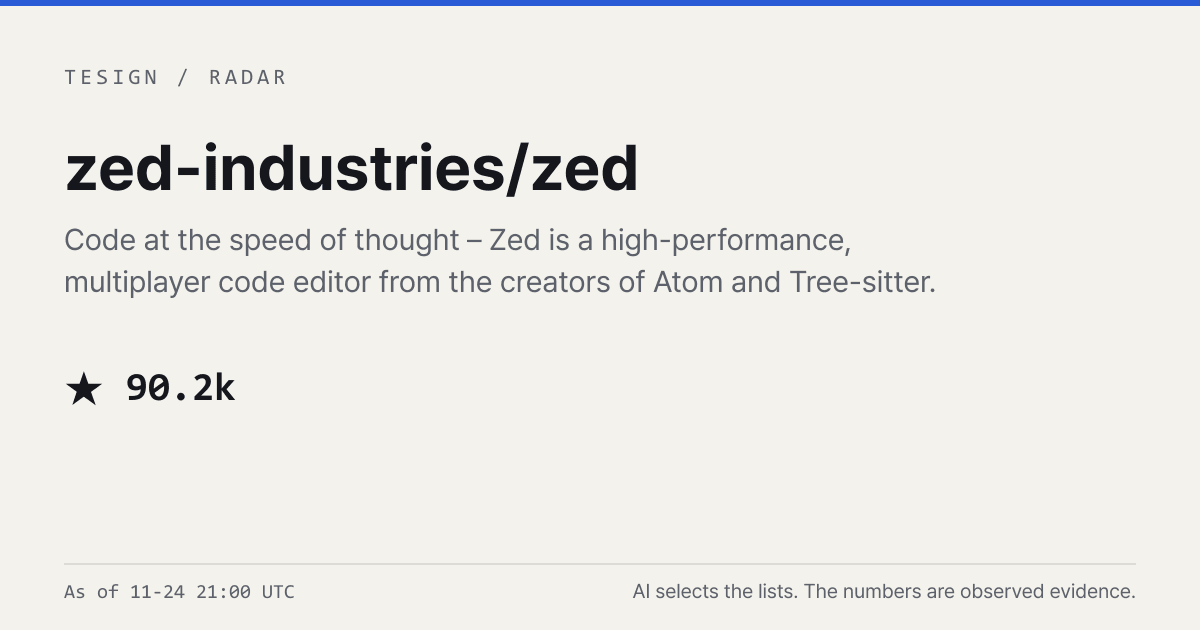 TESIGN / RADAR
zed-industries/zed
Code at the speed of thought – Zed is a high-performance,
multiplayer code editor from the creators of Atom and Tree-sitter.
★ 90.2k
As of 11-24 21:00 UTC
AI selects the lists. The numbers are observed evidence.